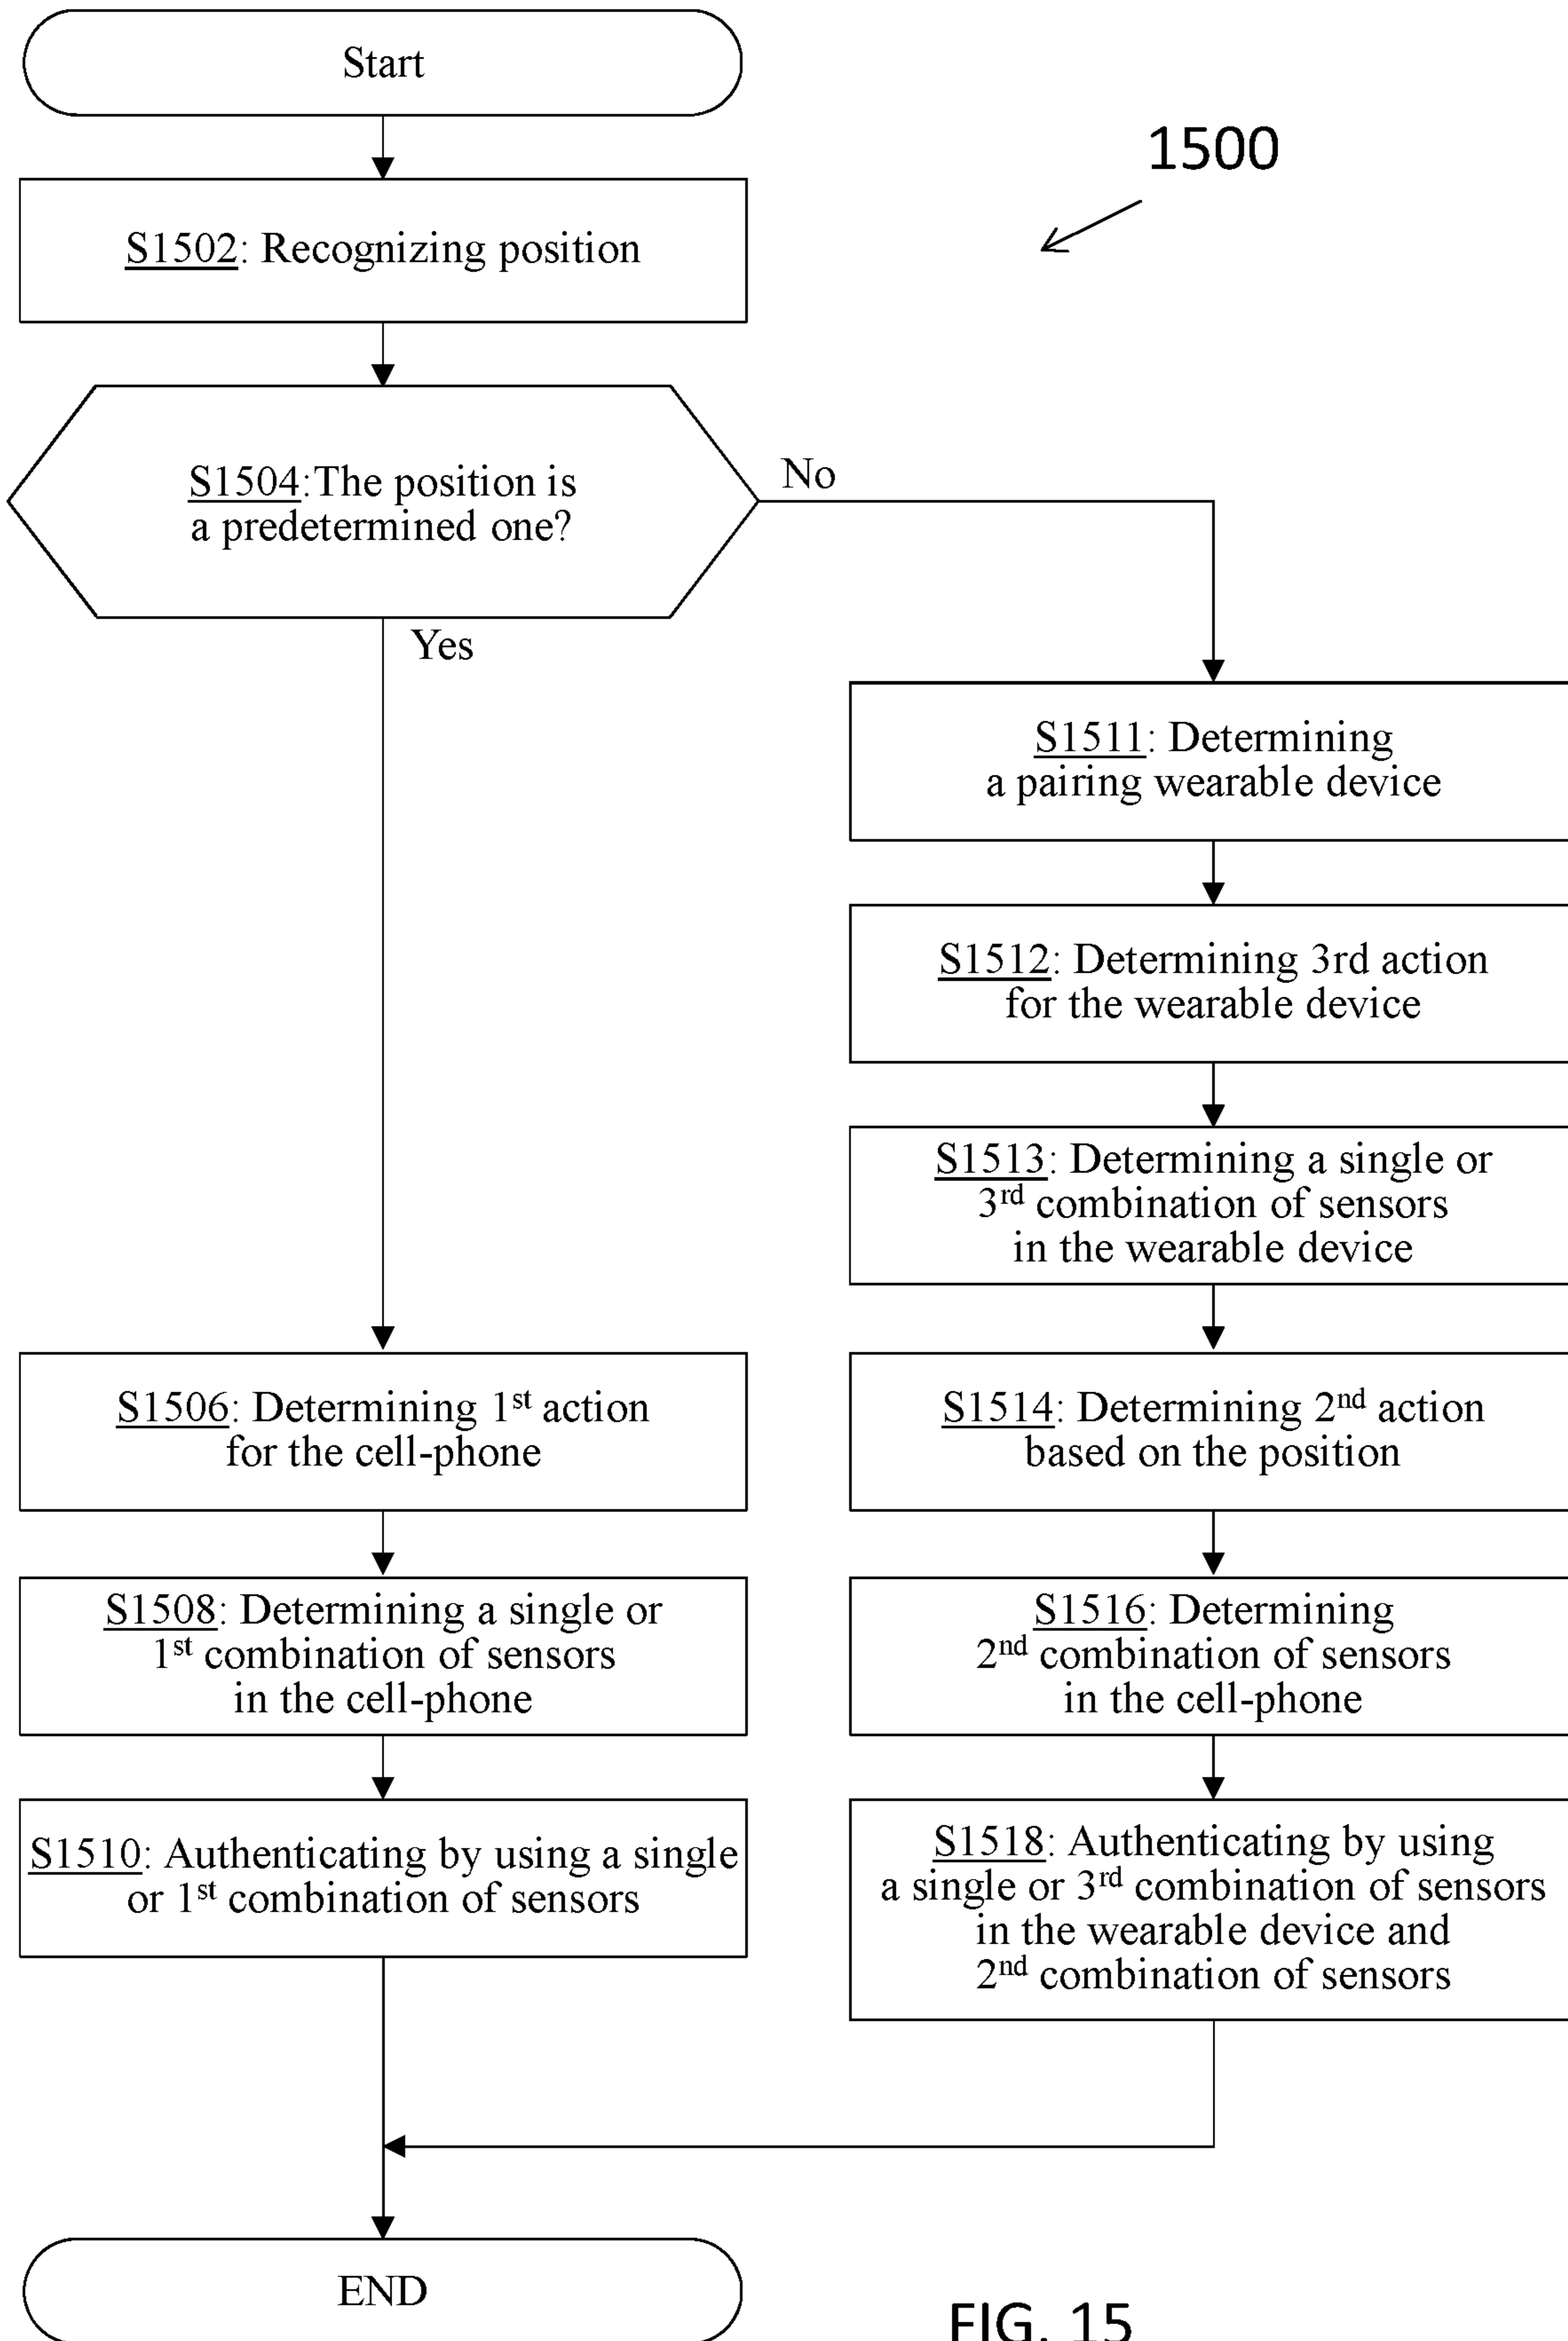 Start
1500
S1502: Recognizing position
S1504:The position is
a predetermined one?
No
Yes
S1511: Determining
a pairing wearable device
S1512: Determining 3rd action
for the wearable device
S1513: Determining a single or
3rd combination of sensors
in the wearable device
S1506: Determining 1st action
for the cell-phone
S1514: Determining 2nd action
based on the position
S1508: Determining a single or
1st combination of sensors
in the cell-phone
S1516: Determining
2nd combination of sensors
in the cell-phone
S1510: Authenticating by using a single
or 1st combination of sensors
S1518: Authenticating by using
a single or 3rd combination of sensors
in the wearable device and
2nd combination of sensors
END
FIG. 15